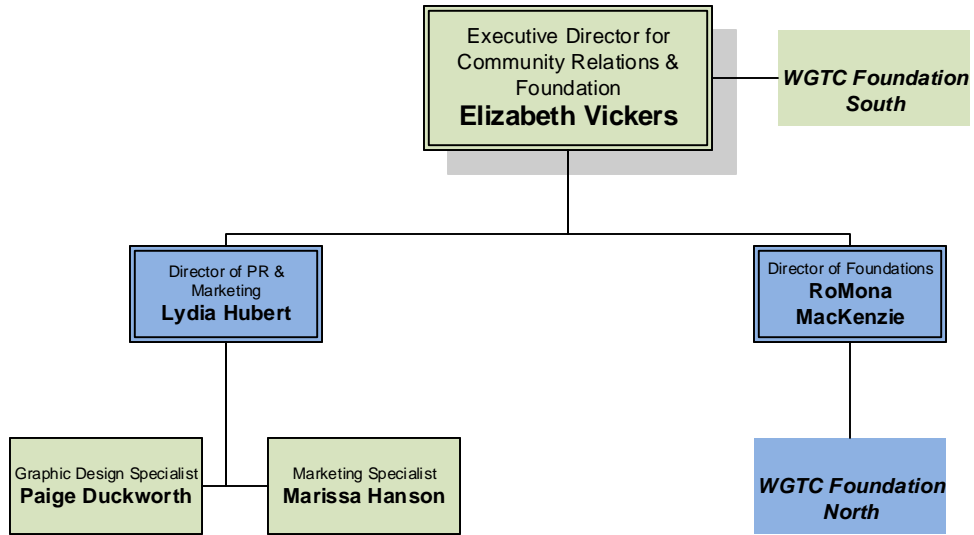 Executive Director for
Community Relations &
Foundation
Elizabeth Vickers
WGTC Foundation
South
Director of PR &
Marketing
Lydia Hubert
Director of Foundations
RoMona
MacKenzie
Graphic Design Specialist
Paige Duckworth
Marketing Specialist
Marissa Hanson
WGTC Foundation
North